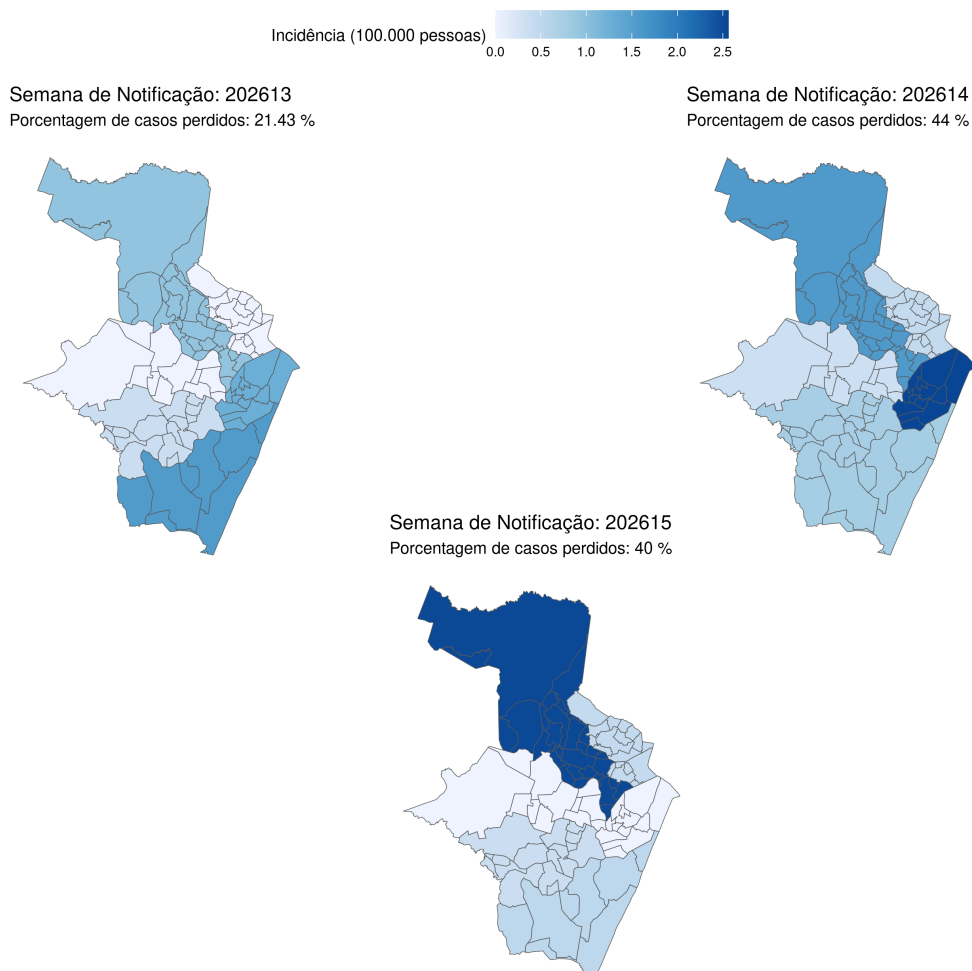 Incidência (100.000 pessoas)
0.0 0.5 1.0 1.5 2.0 2.5
Semana de Notificação: 202613
Porcentagem de casos perdidos: 21.43 %
Semana de Notificação: 202614
Porcentagem de casos perdidos: 44 %
Semana de Notificação: 202615
Porcentagem de casos perdidos: 40 %